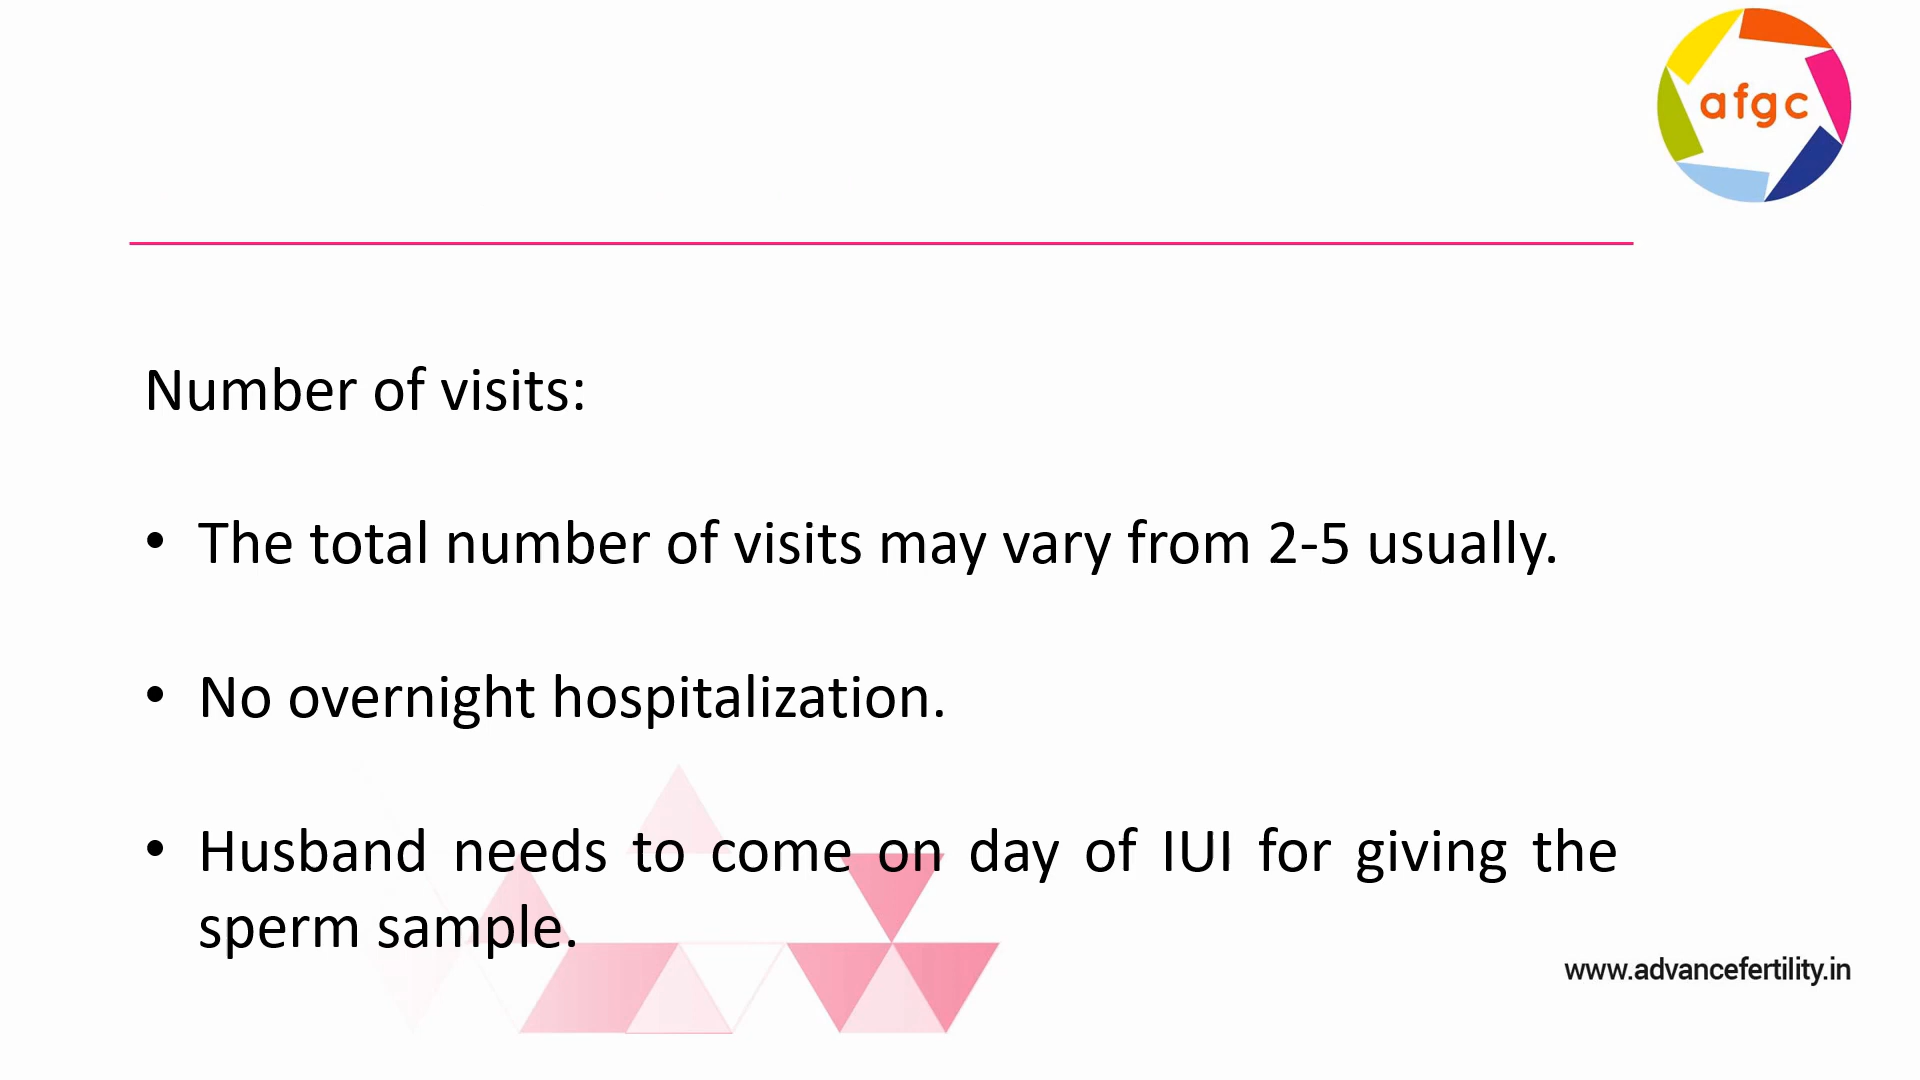 afgc
Number of visits:
• The total number of visits may vary from 2-5 usually.
• No overnight hospitalization.
• Husband needs to come on day of IUI for giving the
sperm sample.
www.advancefertility.in